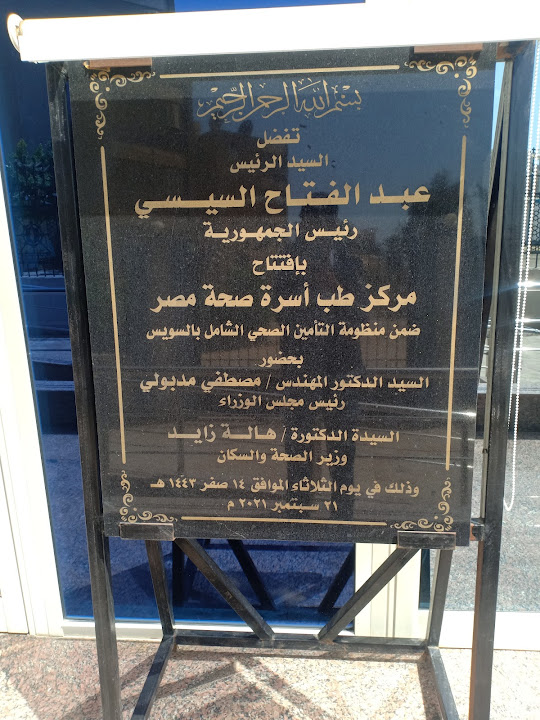 بسم الله الرحمن الرحيم
تفضل
السيد الرئيس
عبد الفتاح السيسي
رئيس الجمهورية
بإفتتاح
مركز طب أسرة صحة مصر
ضمن منظومة التأمين الصحي الشامل بالسويس
بحضور
السيد الدكتور المهندس / مصطفي مدبولي
رئيس مجلس الوزراء
السيدة الدكتورة / هالة زايد
وزير الصحة والسكان
وذلك في يوم الثلاثاء الموافق ١٤ صفر ١٤٤٣ هـ
٢١ سبتمبر ٢٠٢١ م